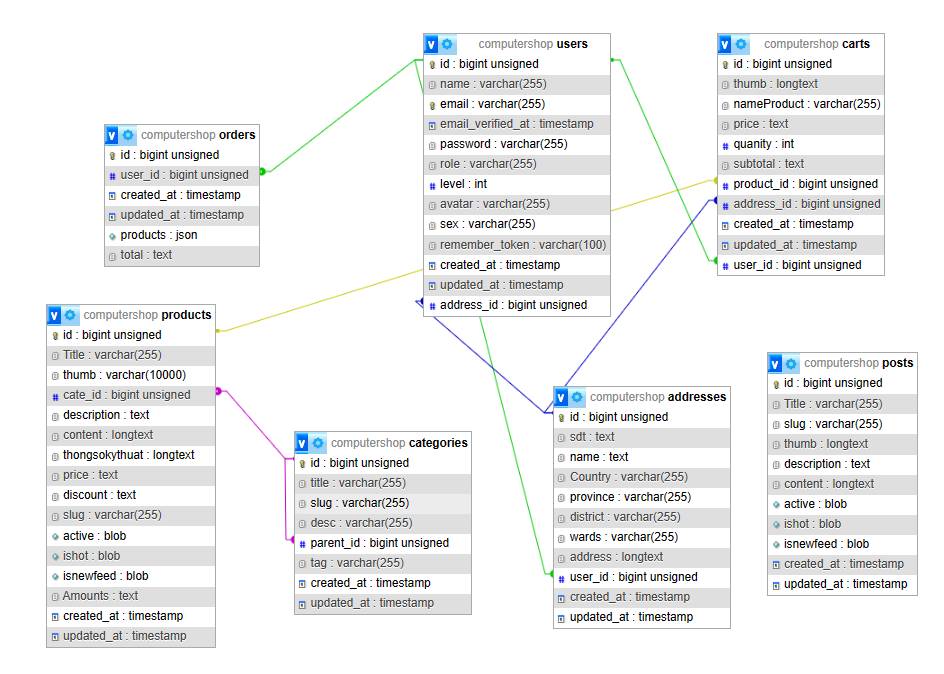 computershop users
id : bigint unsigned
name : varchar(255)
email : varchar(255)
email_verified_at : timestamp
password : varchar(255)
role : varchar(255)
level : int
avatar : varchar(255)
sex : varchar(255)
remember_token : varchar(100)
created_at : timestamp
updated_at : timestamp
address_id : bigint unsigned
computershop carts
id : bigint unsigned
thumb : longtext
nameProduct : varchar(255)
price : text
quanity : int
subtotal : text
product_id : bigint unsigned
address_id : bigint unsigned
created_at : timestamp
updated_at : timestamp
user_id : bigint unsigned
computershop orders
id : bigint unsigned
user_id : bigint unsigned
created_at : timestamp
updated_at : timestamp
products : json
total : text
computershop products
id : bigint unsigned
Title : varchar(255)
thumb : varchar(10000)
cate_id : bigint unsigned
description : text
content : longtext
thongsokythuat : longtext
price : text
discount : text
slug : varchar(255)
active : blob
ishot : blob
isnewfeed : blob
Amounts : text
created_at : timestamp
updated_at : timestamp
computershop categories
id : bigint unsigned
title : varchar(255)
slug : varchar(255)
desc : varchar(255)
parent_id : bigint unsigned
tag : varchar(255)
created_at : timestamp
updated_at : timestamp
computershop addresses
id : bigint unsigned
sdt : text
name : text
Country : varchar(255)
province : varchar(255)
district : varchar(255)
wards : varchar(255)
address : longtext
user_id : bigint unsigned
created_at : timestamp
updated_at : timestamp
computershop posts
id : bigint unsigned
Title : varchar(255)
slug : varchar(255)
thumb : longtext
description : text
content : longtext
active : blob
ishot : blob
isnewfeed : blob
created_at : timestamp
updated_at : timestamp